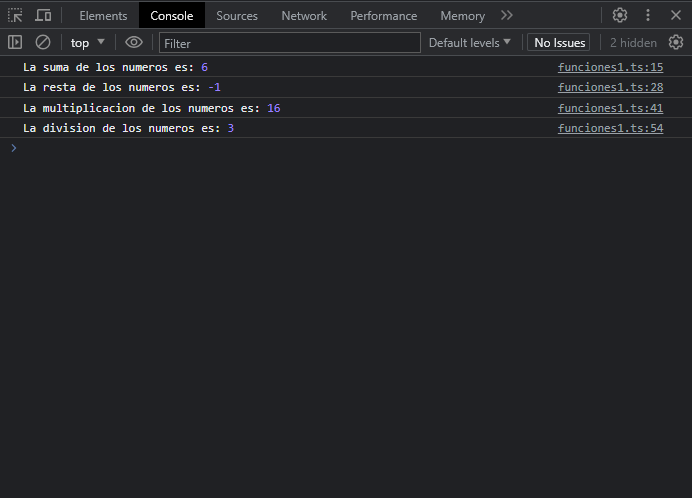 Elements Console Sources Network Performance Memory
top Filter Default levels No Issues 2 hidden
La suma de los numeros es: 6 funciones1.ts:15
La resta de los numeros es: -1 funciones1.ts:28
La multiplicacion de los numeros es: 16 funciones1.ts:41
La division de los numeros es: 3 funciones1.ts:54